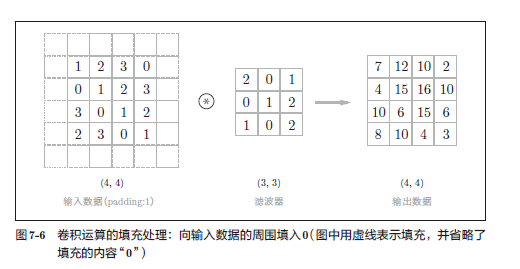 1 2 3 0
0 1 2 3
3 0 1 2
2 3 0 1
(4, 4)
输入数据(padding:1)
*
2 0 1
0 1 2
1 0 2
(3, 3)
滤波器
7 12 10 2
4 15 16 10
10 6 15 6
8 10 4 3
(4, 4)
输出数据
图7-6 卷积运算的填充处理：向输入数据的周围填入0（图中用虚线表示填充，并省略了
填充的内容“0”）